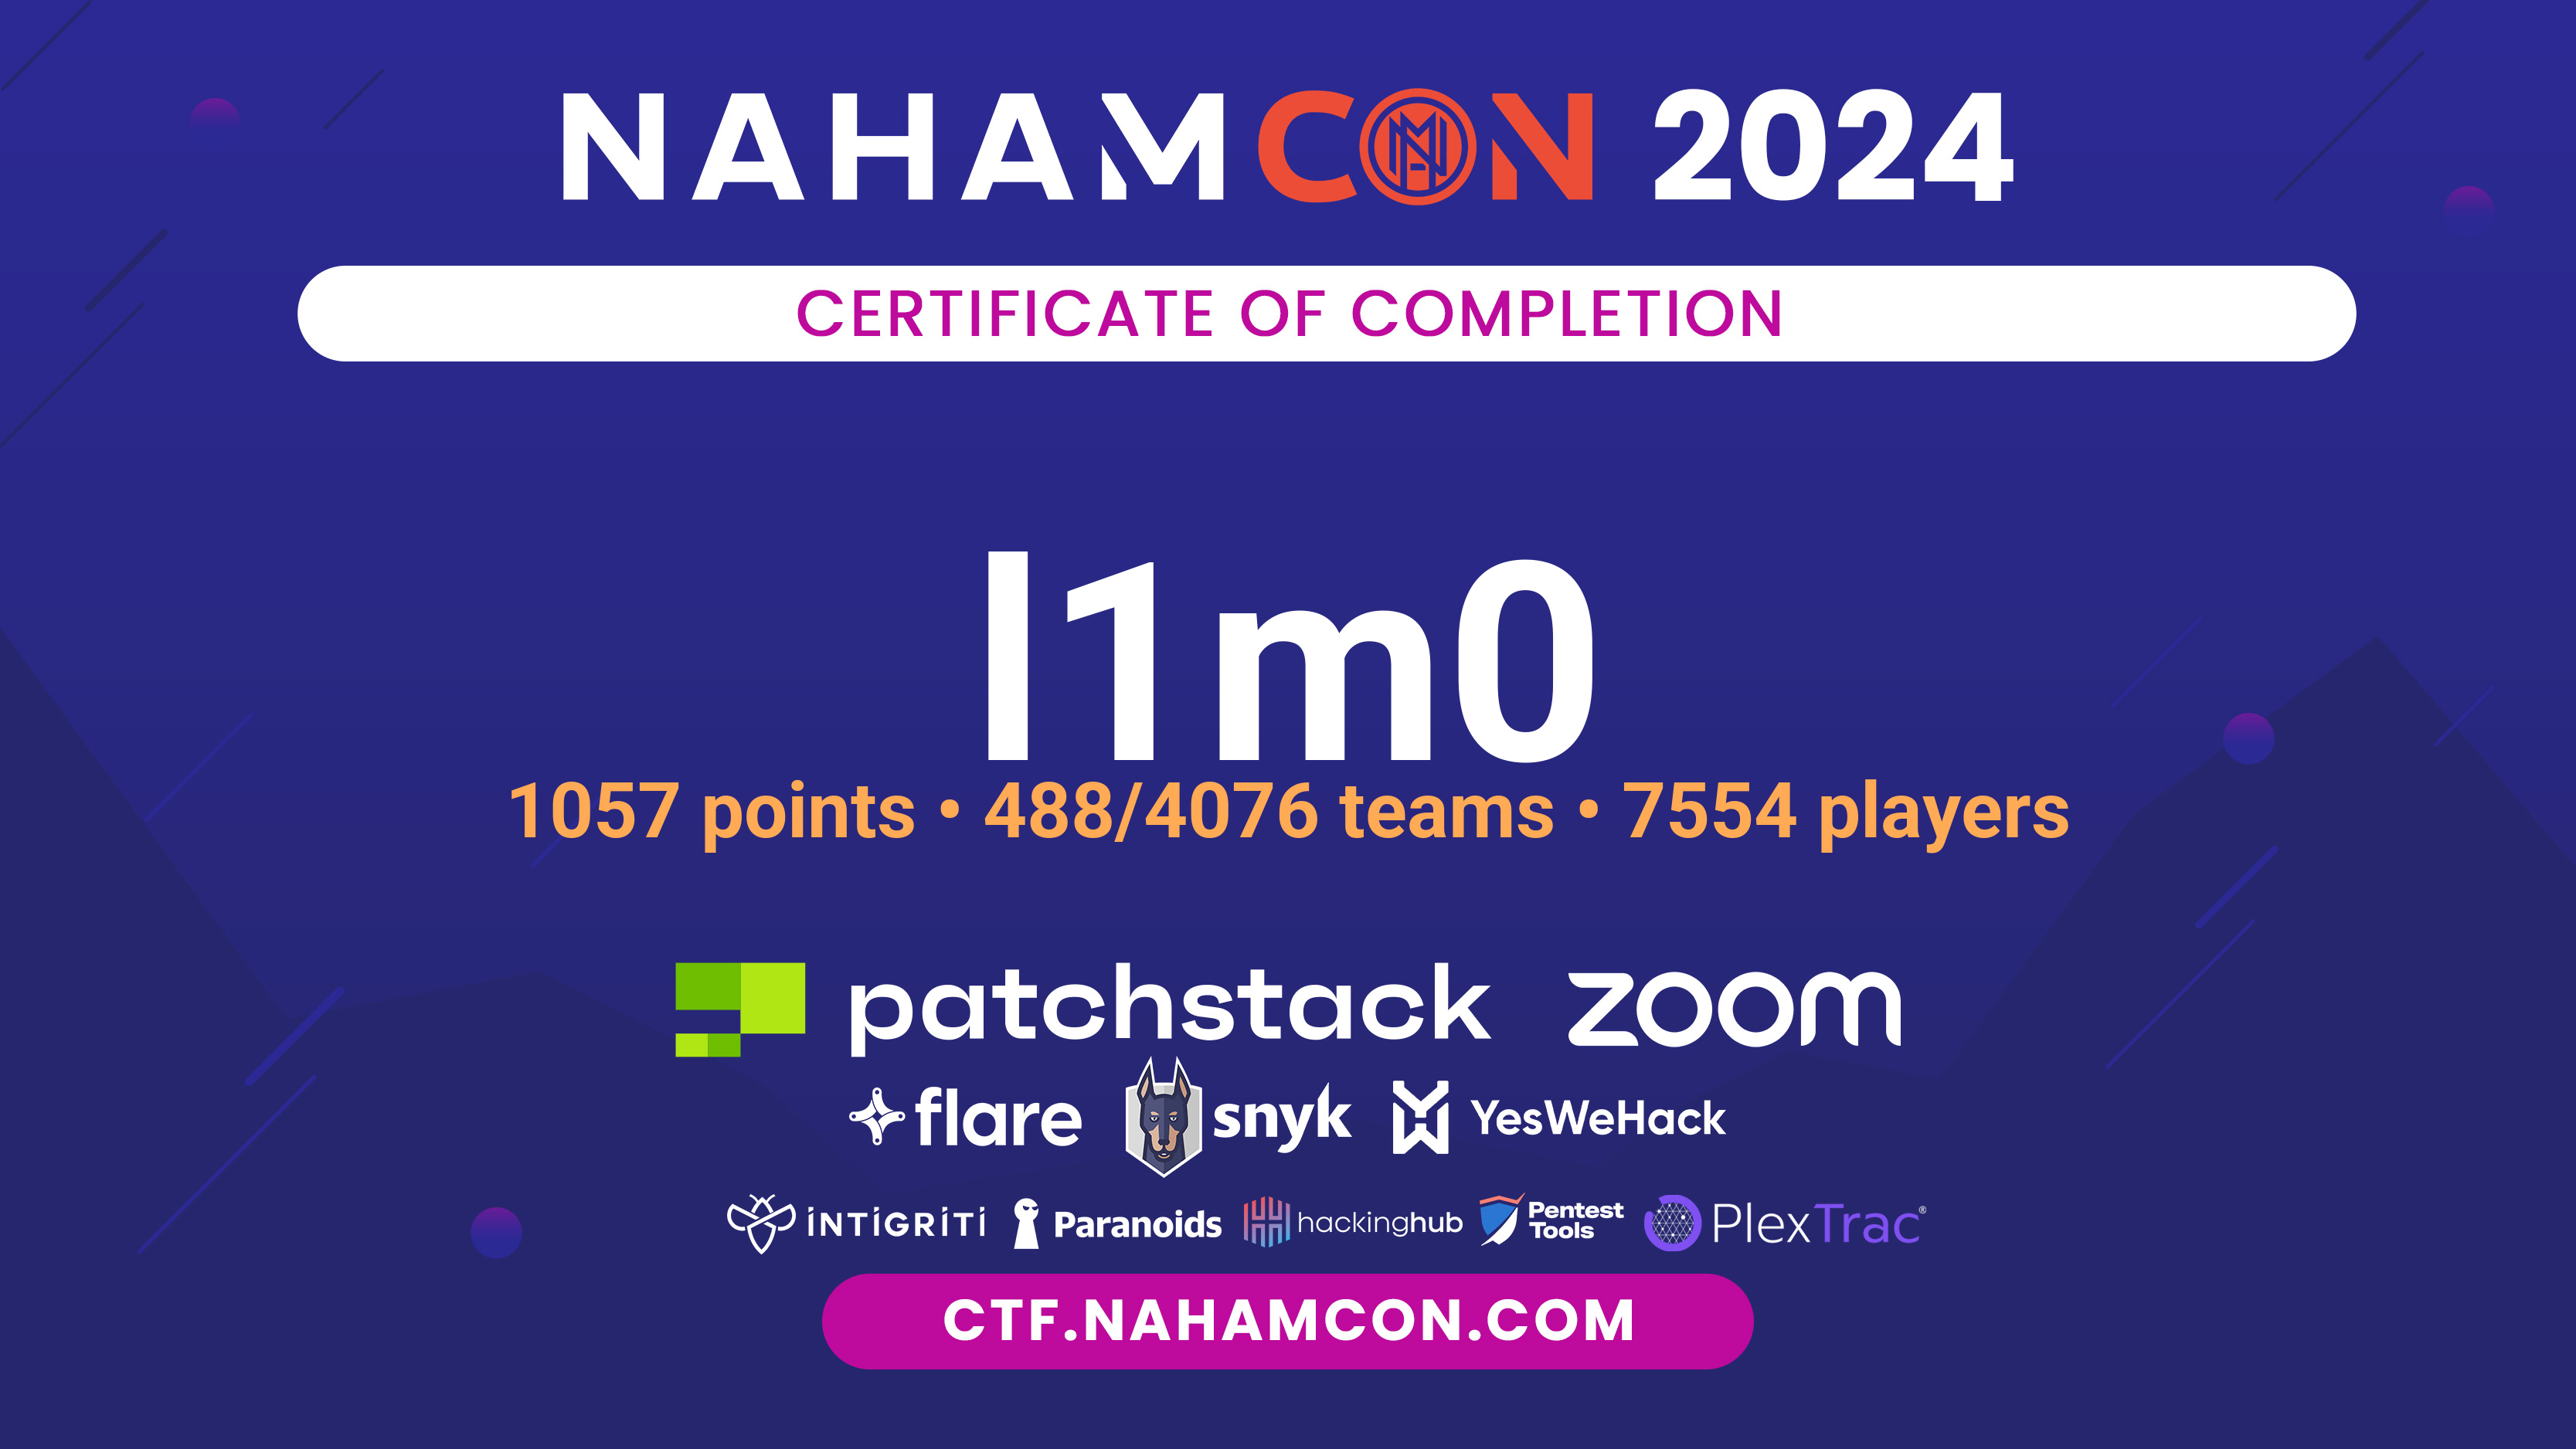 NAHAMCON 2024
CERTIFICATE OF COMPLETION
l1m0
1057 points • 488/4076 teams • 7554 players
patchstack zoom
flare snyk YesWeHack
INTIGRITI Paranoids hackinghub Pentest Tools PlexTrac®
CTF.NAHAMCON.COM